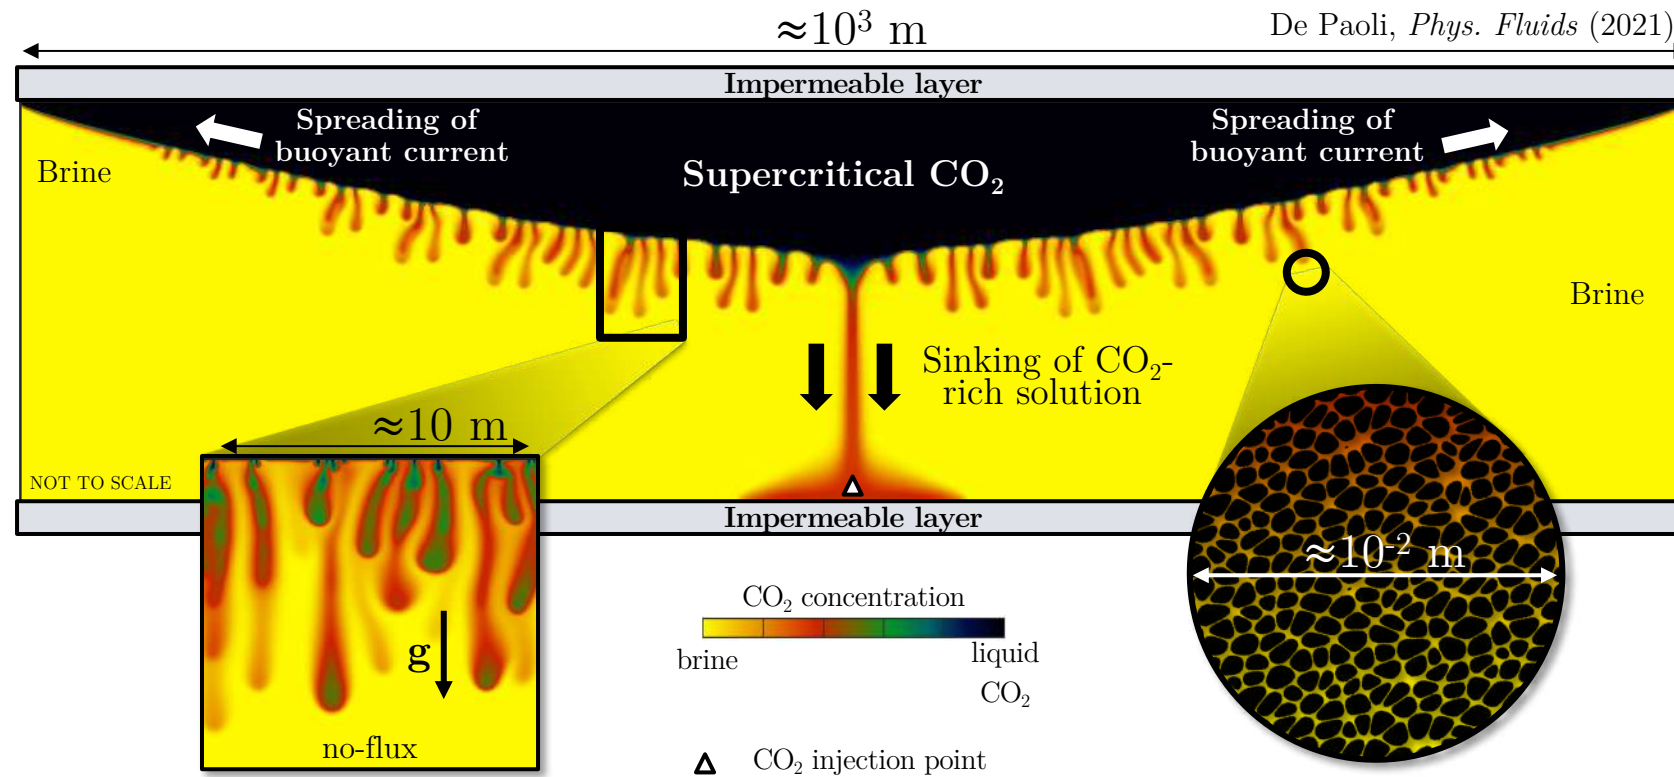 ≈10³ m
De Paoli, Phys. Fluids (2021)
Impermeable layer
Spreading of
buoyant current
Spreading of
buoyant current
Brine
Supercritical CO₂
Brine
Sinking of CO₂-
rich solution
≈10 m
NOT TO SCALE
Impermeable layer
≈10⁻² m
CO₂ concentration
brine
liquid
CO₂
g
no-flux
CO₂ injection point